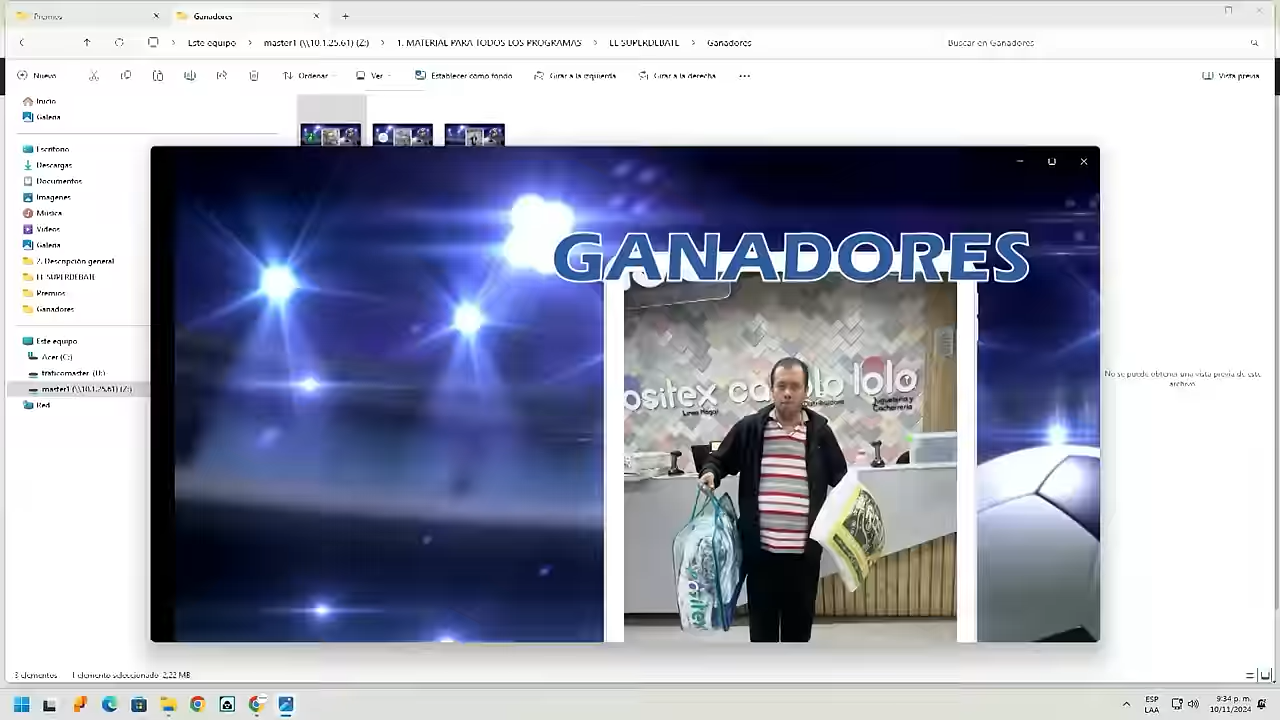 Premios
Ganadores
Este equipo
master1 (\\10.1.25.61) (Z:)
1. MATERIAL PARA TODOS LOS PROGRAMAS
EL SUPERDEBATE
Ganadores
Buscar en Ganadores
Nuevo
Ordenar
Ver
Establecer como fondo
Girar a la izquierda
Girar a la derecha
Vista previa
Inicio
Galería
Escritorio
Descargas
Documentos
Imágenes
Música
Videos
Galería
2. Descripción general
EL SUPERDEBATE
Premios
Ganadores
Este equipo
Acer (C:)
traficomaster (U:)
master1 (\\10.1.25.61) (Z:)
Red
GANADORES
ositex
lolo
Juguetería y
Cacharrería
No se puede obtener una vista previa de este
archivo.
3 elementos
1 elemento seleccionado 2,22 MB
ESP
LAA
9:34 p. m.
10/11/2024